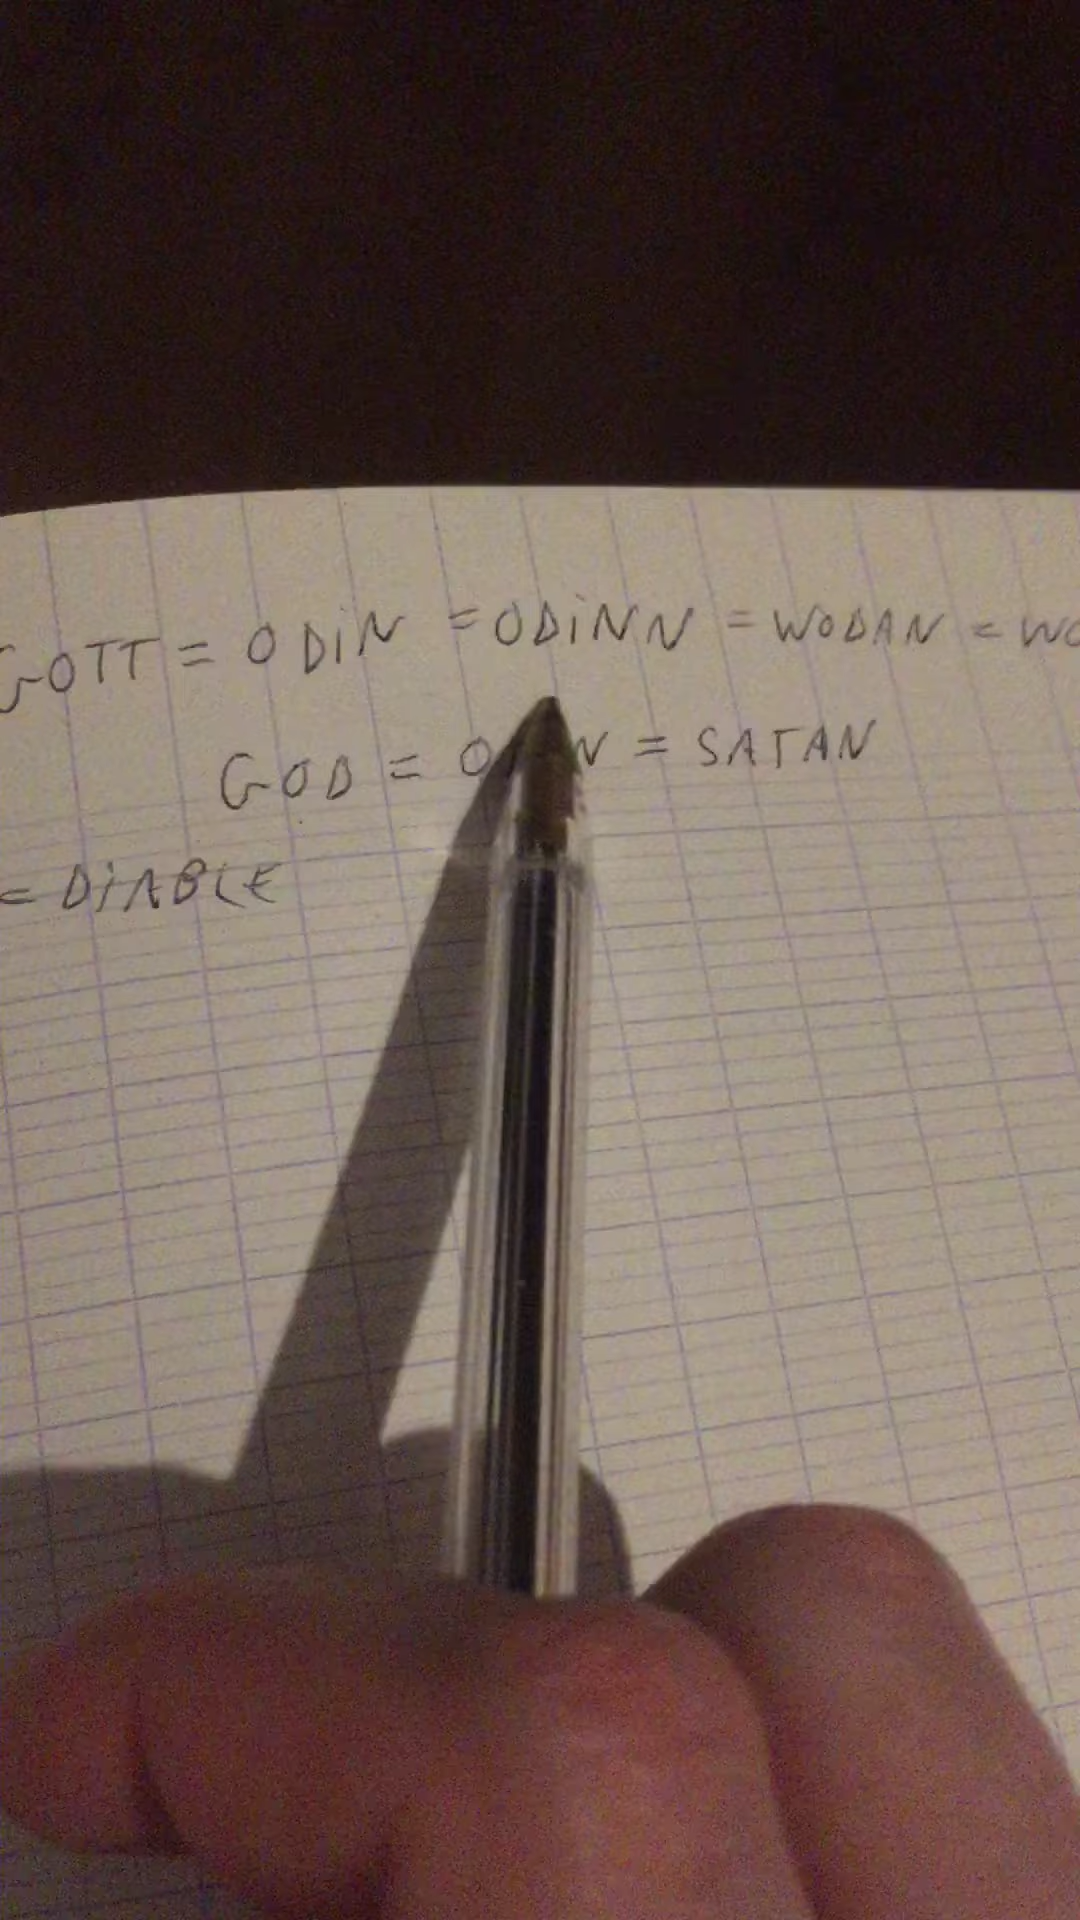 GOTT = ODiN = ODiNN = WODAN =
GOD = = SATAN
= DiABLE